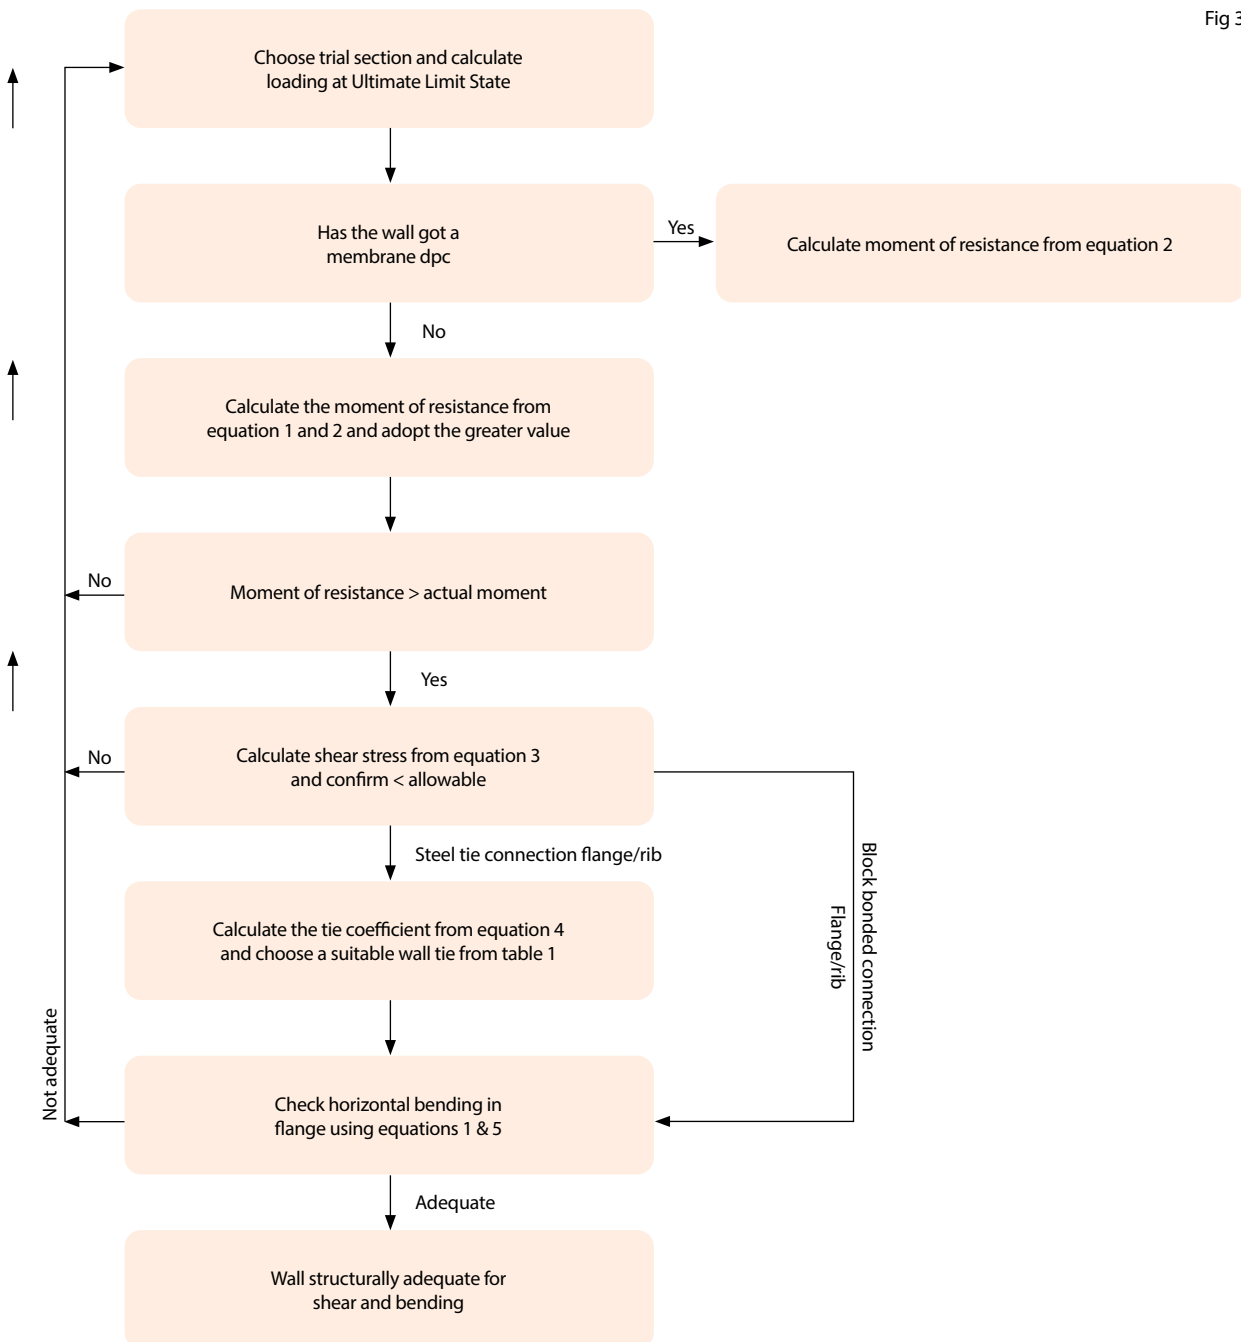 Fig 3
Choose trial section and calculate
loading at Ultimate Limit State
Has the wall got a
membrane dpc
Yes
Calculate moment of resistance from equation 2
No
Calculate the moment of resistance from
equation 1 and 2 and adopt the greater value
No
Moment of resistance > actual moment
Yes
No
Calculate shear stress from equation 3
and confirm < allowable
Steel tie connection flange/rib
Block bonded connection
Flange/rib
Calculate the tie coefficient from equation 4
and choose a suitable wall tie from table 1
Not adequate
Check horizontal bending in
flange using equations 1 & 5
Adequate
Wall structurally adequate for
shear and bending